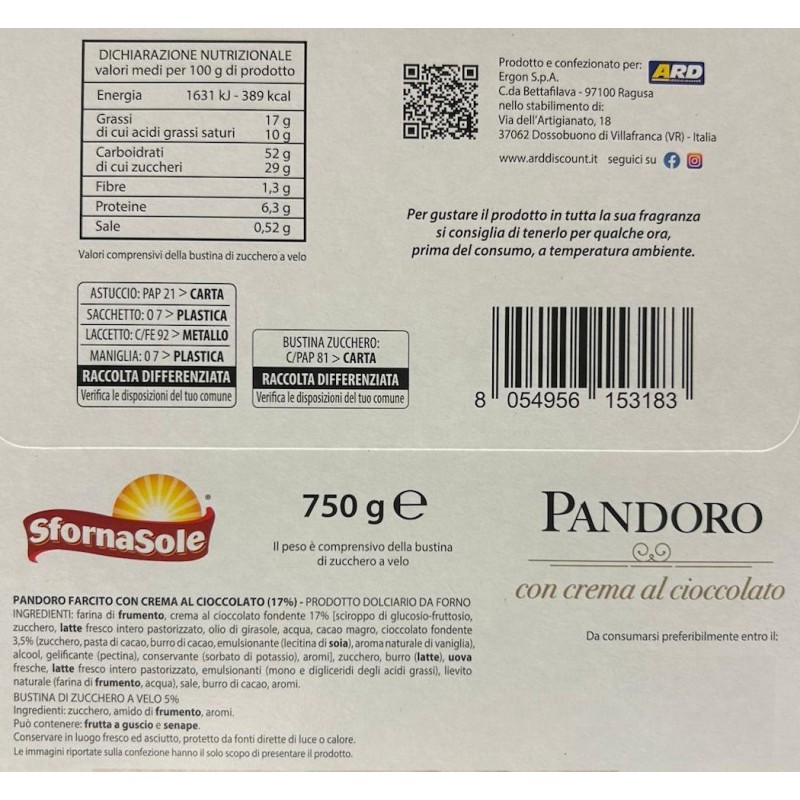 DICHIARAZIONE NUTRIZIONALE
valori medi per 100 g di prodotto
Energia 1631 kJ - 389 kcal
Grassi 17 g
di cui acidi grassi saturi 10 g
Carboidrati 52 g
di cui zuccheri 29 g
Fibre 1,3 g
Proteine 6,3 g
Sale 0,52 g
Valori comprensivi della bustina di zucchero a velo
Prodotto e confezionato per: ARD
Ergon S.p.A.
C.da Bettafilava - 97100 Ragusa
nello stabilimento di:
Via dell'Artigianato, 18
37062 Dossobuono di Villafranca (VR) - Italia
www.arddiscount.it seguici su
Per gustare il prodotto in tutta la sua fragranza
si consiglia di tenerlo per qualche ora,
prima del consumo, a temperatura ambiente.
ASTUCCIO: PAP 21 > CARTA
SACCHETTO: 0 7 > PLASTICA
LACCETTO: C/FE 92 > METALLO
MANIGLIA: 0 7 > PLASTICA
RACCOLTA DIFFERENZIATA
Verifica le disposizioni del tuo comune
BUSTINA ZUCCHERO:
C/PAP 81 > CARTA
RACCOLTA DIFFERENZIATA
Verifica le disposizioni del tuo comune
8 054956 153183
SfornaSole
750 g e
Il peso è comprensivo della bustina
di zucchero a velo
PANDORO
con crema al cioccolato
Da consumarsi preferibilmente entro il:
PANDORO FARCITO CON CREMA AL CIOCCOLATO (17%) - PRODOTTO DOLCIARIO DA FORNO
INGREDIENTI: farina di frumento, crema al cioccolato fondente 17% [sciroppo di glucosio-fruttosio,
zucchero, latte fresco intero pastorizzato, olio di girasole, acqua, cacao magro, cioccolato fondente
3,5% (zucchero, pasta di cacao, burro di cacao, emulsionante (lecitina di soia), aroma naturale di vaniglia),
alcool, gelificante (pectina), conservante (sorbato di potassio), aromi], zucchero, burro (latte), uova
fresche, latte fresco intero pastorizzato, emulsionanti (mono e digliceridi degli acidi grassi), lievito
naturale (farina di frumento, acqua), sale, burro di cacao, aromi.
BUSTINA DI ZUCCHERO A VELO 5%
Ingredienti: zucchero, amido di frumento, aromi.
Può contenere: frutta a guscio e senape.
Conservare in luogo fresco ed asciutto, protetto da fonti dirette di luce o calore.
Le immagini riportate sulla confezione hanno il solo scopo di presentare il prodotto.